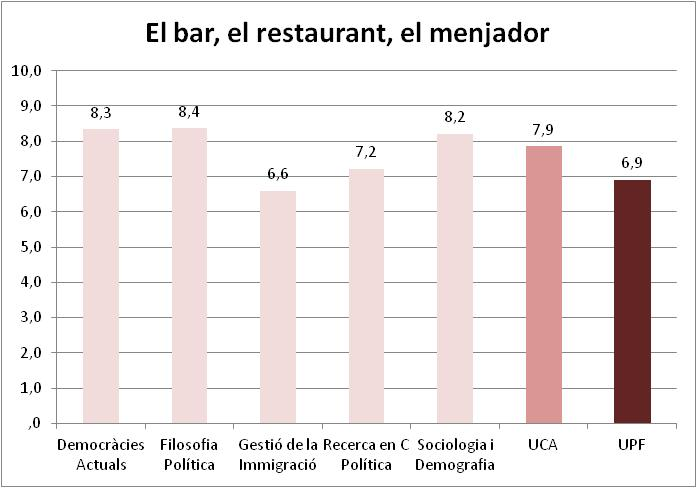 El bar, el restaurant, el menjador
10,0
9,0
8,0
7,0
6,0
5,0
4,0
3,0
2,0
1,0
,0
8,3
8,4
6,6
7,2
8,2
7,9
6,9
Democràcies
Actuals
Filosofia
Política
Gestió de la
Immigració
Recerca en C
Política
Sociologia i
Demografia
UCA
UPF